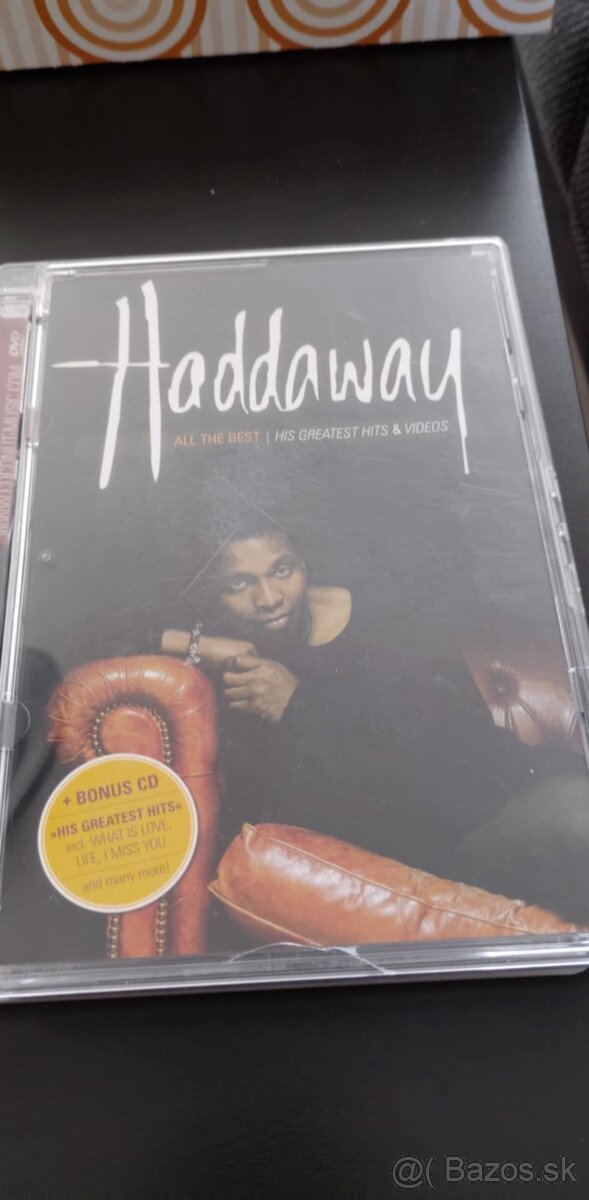 Haddaway
ALL THE BEST | HIS GREATEST HITS & VIDEOS
+ BONUS CD
»HIS GREATEST HITS«
incl. WHAT IS LOVE,
LIFE, I MISS YOU
and many more!
DVD
@( Bazos.sk